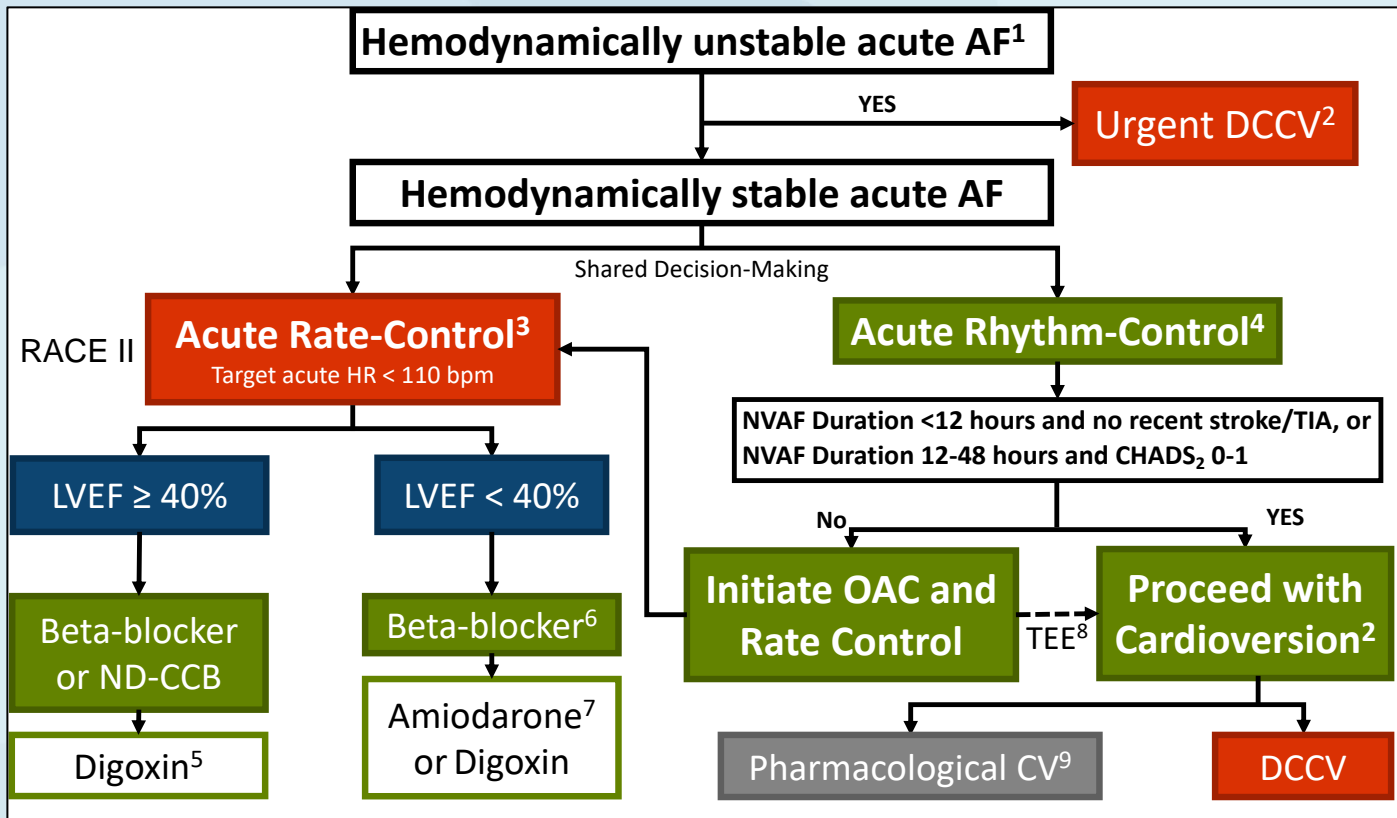 Hemodynamically unstable acute AF¹
YES
Urgent DCCV²
Hemodynamically stable acute AF
Shared Decision-Making
RACE II
Acute Rate-Control³
Target acute HR < 110 bpm
Acute Rhythm-Control⁴
NVAF Duration <12 hours and no recent stroke/TIA, or
NVAF Duration 12-48 hours and CHADS₂ 0-1
LVEF ≥ 40%
LVEF < 40%
No
YES
Beta-blocker
or ND-CCB
Beta-blocker⁶
Initiate OAC and
Rate Control
TEE⁸
Proceed with
Cardioversion²
Digoxin⁵
Amiodarone⁷
or Digoxin
Pharmacological CV⁹
DCCV